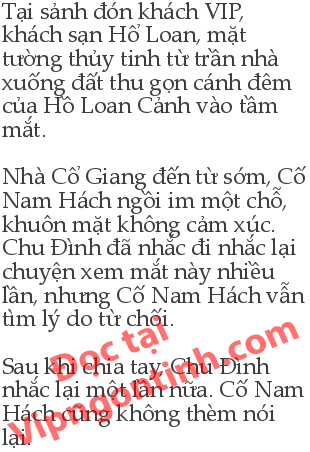 Tại sảnh đón khách VIP,
khách sạn Hổ Loan, mặt
tường thủy tinh từ trần nhà
xuống đất thu gọn cánh đêm
của Hồ Loan Cảnh vào tầm
mắt.

Nhà Cổ Giang đến từ sớm, Cố
Nam Hách ngồi im một chỗ,
khuôn mặt không cảm xúc.
Chu Đình đã nhắc đi nhắc lại
chuyện xem mắt này nhiều
lần, nhưng Cố Nam Hách vẫn
tìm lý do từ chối.

Sau khi chia tay, Chu Đình
nhắc lại một lần nữa. Cố Nam
Hách cũng không thèm nói
lại.
Đọc tại
Vipngontinh.com